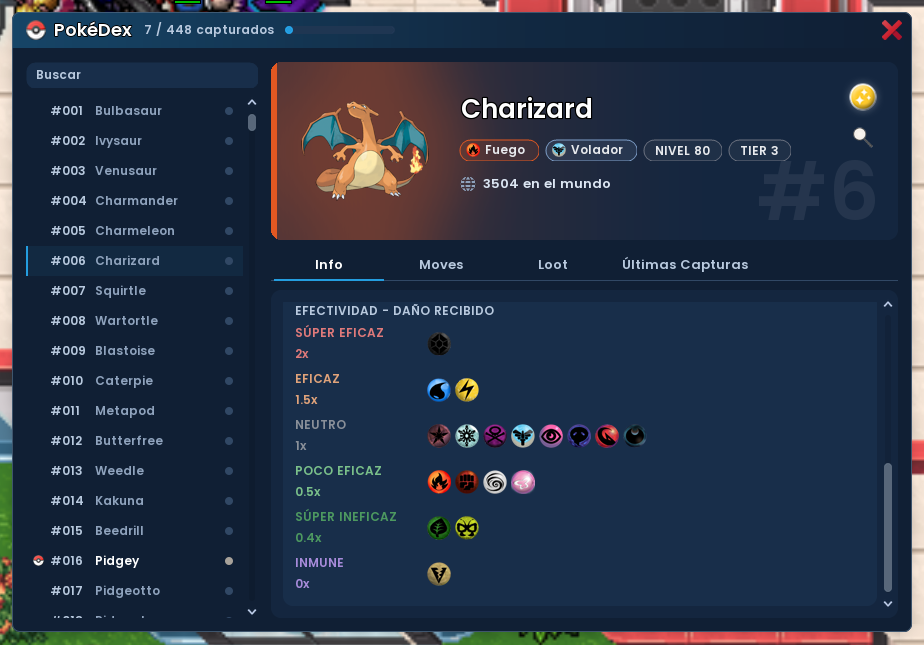 PokéDex 7 / 448 capturados
Buscar
#001 Bulbasaur
#002 Ivysaur
#003 Venusaur
#004 Charmander
#005 Charmeleon
#006 Charizard
#007 Squirtle
#008 Wartortle
#009 Blastoise
#010 Caterpie
#011 Metapod
#012 Butterfree
#013 Weedle
#014 Kakuna
#015 Beedrill
#016 Pidgey
#017 Pidgeotto
Charizard
Fuego Volador NIVEL 80 TIER 3
3504 en el mundo
#6
Info Moves Loot Últimas Capturas
EFECTIVIDAD - DAÑO RECIBIDO
SÚPER EFICAZ
2x
EFICAZ
1.5x
NEUTRO
1x
POCO EFICAZ
0.5x
SÚPER INEFICAZ
0.4x
INMUNE
0x